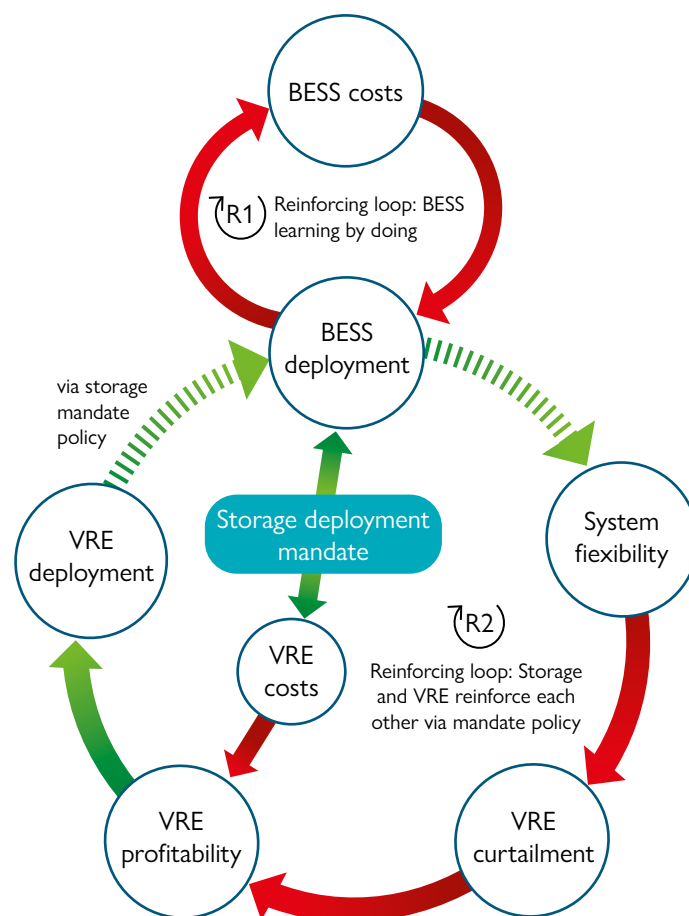 BESS costs
R1
Reinforcing loop: BESS
learning by doing
BESS
deployment
via storage
mandate
policy
Storage deployment
mandate
VRE
deployment
System
fiexibility
VRE
costs
R2
Reinforcing loop: Storage
and VRE reinforce each
other via mandate policy
VRE
profitability
VRE
curtailment